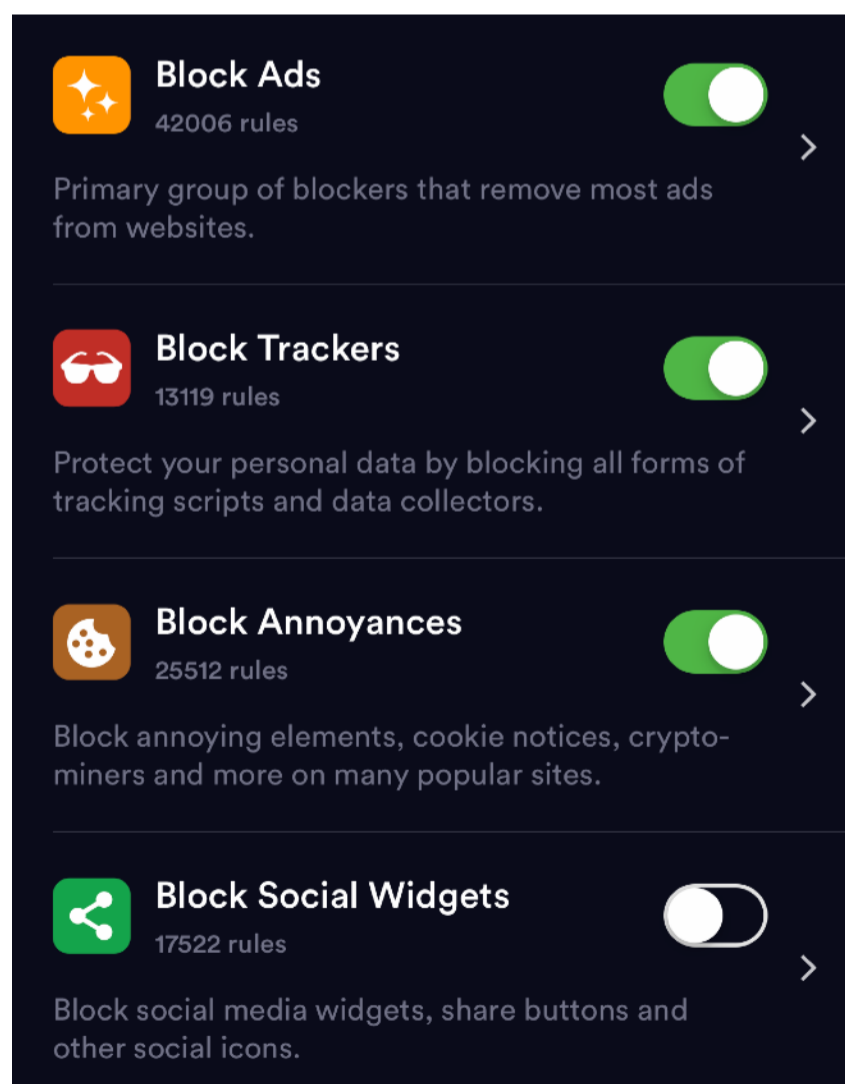 Block Ads
42006 rules
Primary group of blockers that remove most ads
from websites.
Block Trackers
13119 rules
Protect your personal data by blocking all forms of
tracking scripts and data collectors.
Block Annoyances
25512 rules
Block annoying elements, cookie notices, crypto-
miners and more on many popular sites.
Block Social Widgets
17522 rules
Block social media widgets, share buttons and
other social icons.